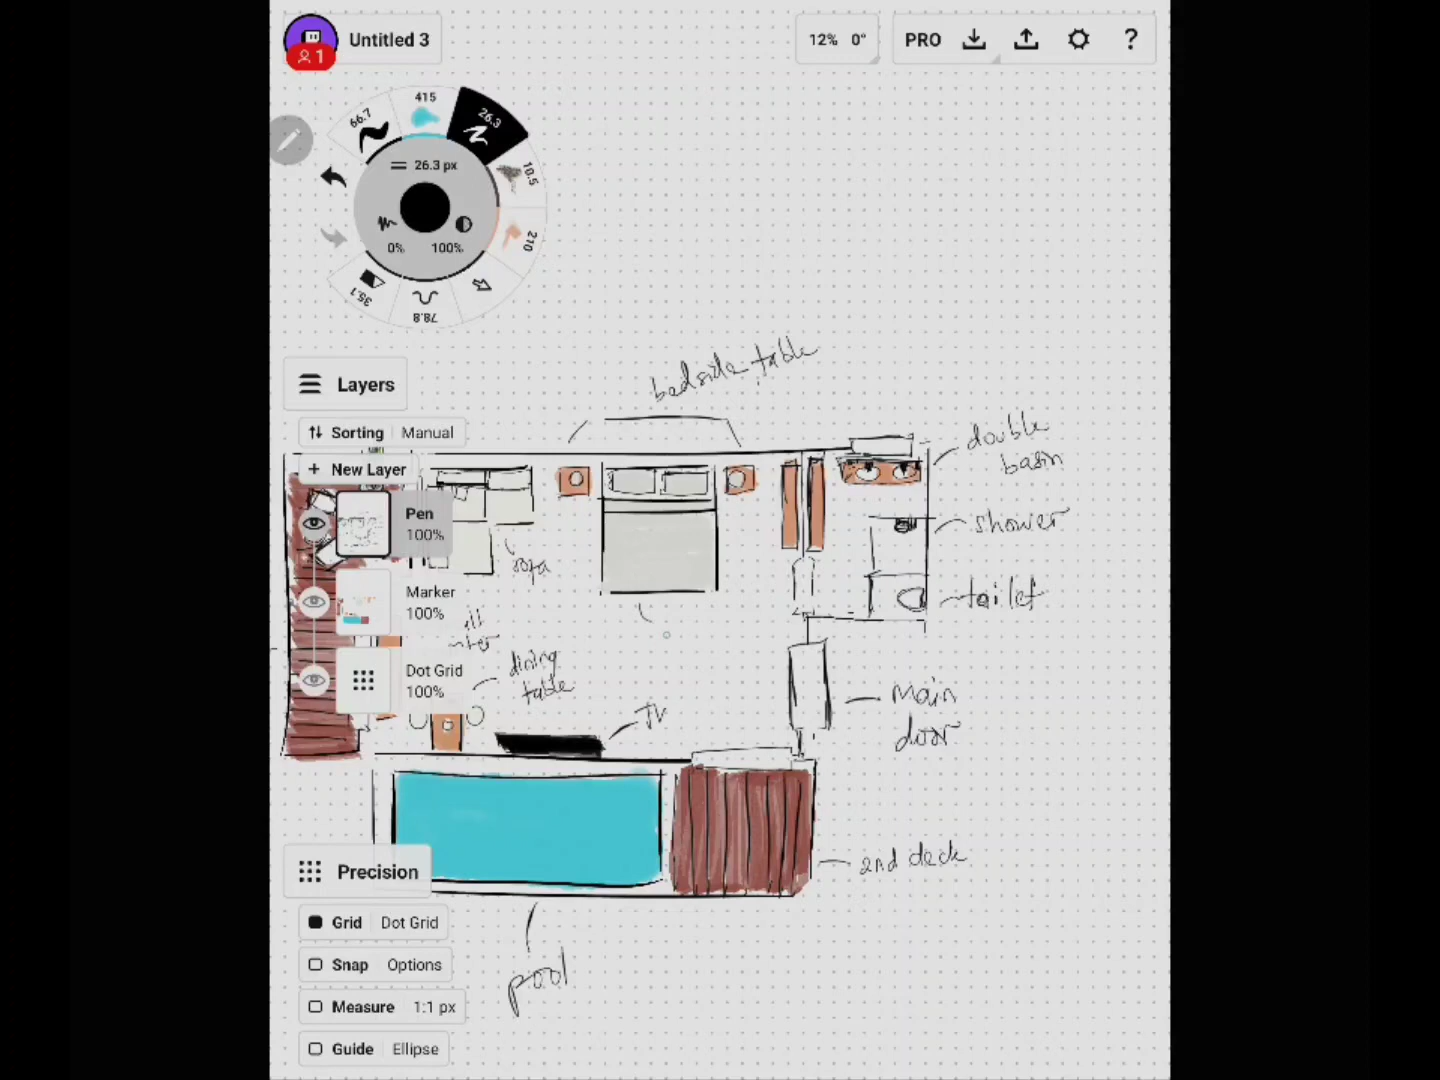 Untitled 3
1
12% 0°
PRO
?
66.7
415
26.3
10.5
210
78.8
35.1
26.3 px
0% 100%
Layers
Sorting Manual
+ New Layer
Pen
100%
Marker
100%
Dot Grid
100%
bedside table
double
basin
shower
sofa
toilet
dining
table
TV
main
door
2nd deck
pool
Precision
Grid Dot Grid
Snap Options
Measure 1:1 px
Guide Ellipse